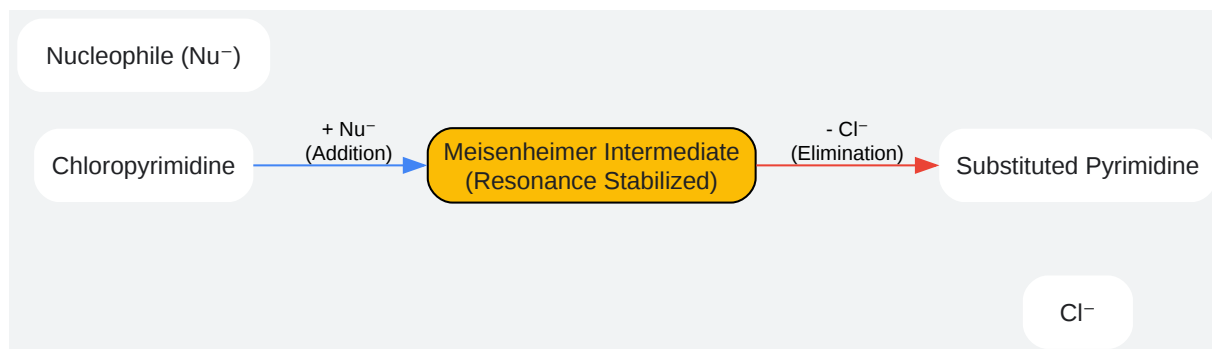 Nucleophile (Nu⁻)
Chloropyrimidine
+ Nu⁻
(Addition)
Meisenheimer Intermediate
(Resonance Stabilized)
- Cl⁻
(Elimination)
Substituted Pyrimidine
Cl⁻